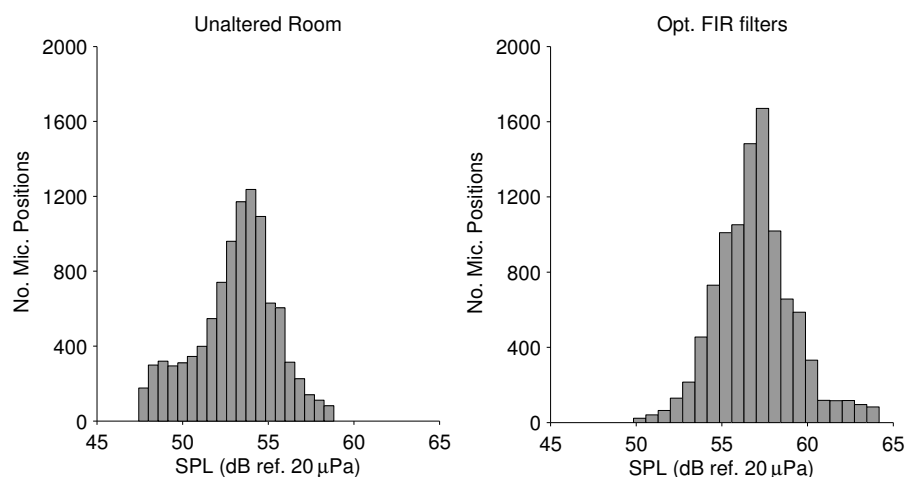 Unaltered Room
2000
1600
1200
800
400
0
No. Mic. Positions
45 50 55 60 65
SPL (dB ref. 20 μPa)
Opt. FIR filters
2000
1600
1200
800
400
0
No. Mic. Positions
45 50 55 60 65
SPL (dB ref. 20 μPa)